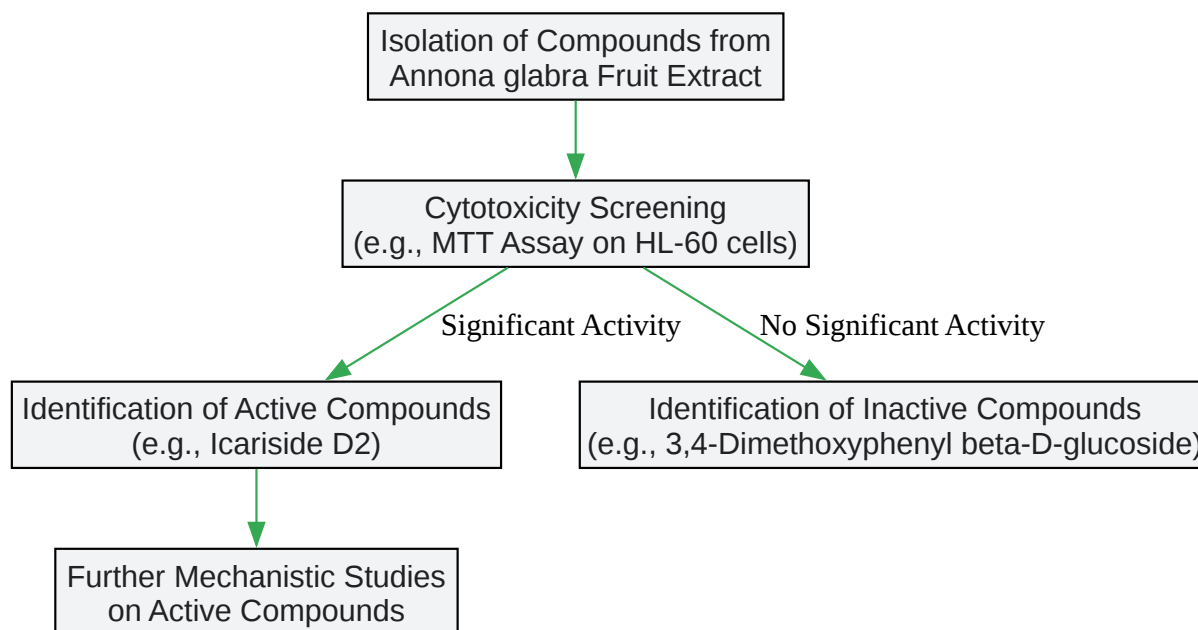 Isolation of Compounds from
Annona glabra Fruit Extract
Cytotoxicity Screening
(e.g., MTT Assay on HL-60 cells)
Significant Activity
No Significant Activity
Identification of Active Compounds
(e.g., Icariside D2)
Identification of Inactive Compounds
(e.g., 3,4-Dimethoxyphenyl beta-D-glucoside)
Further Mechanistic Studies
on Active Compounds